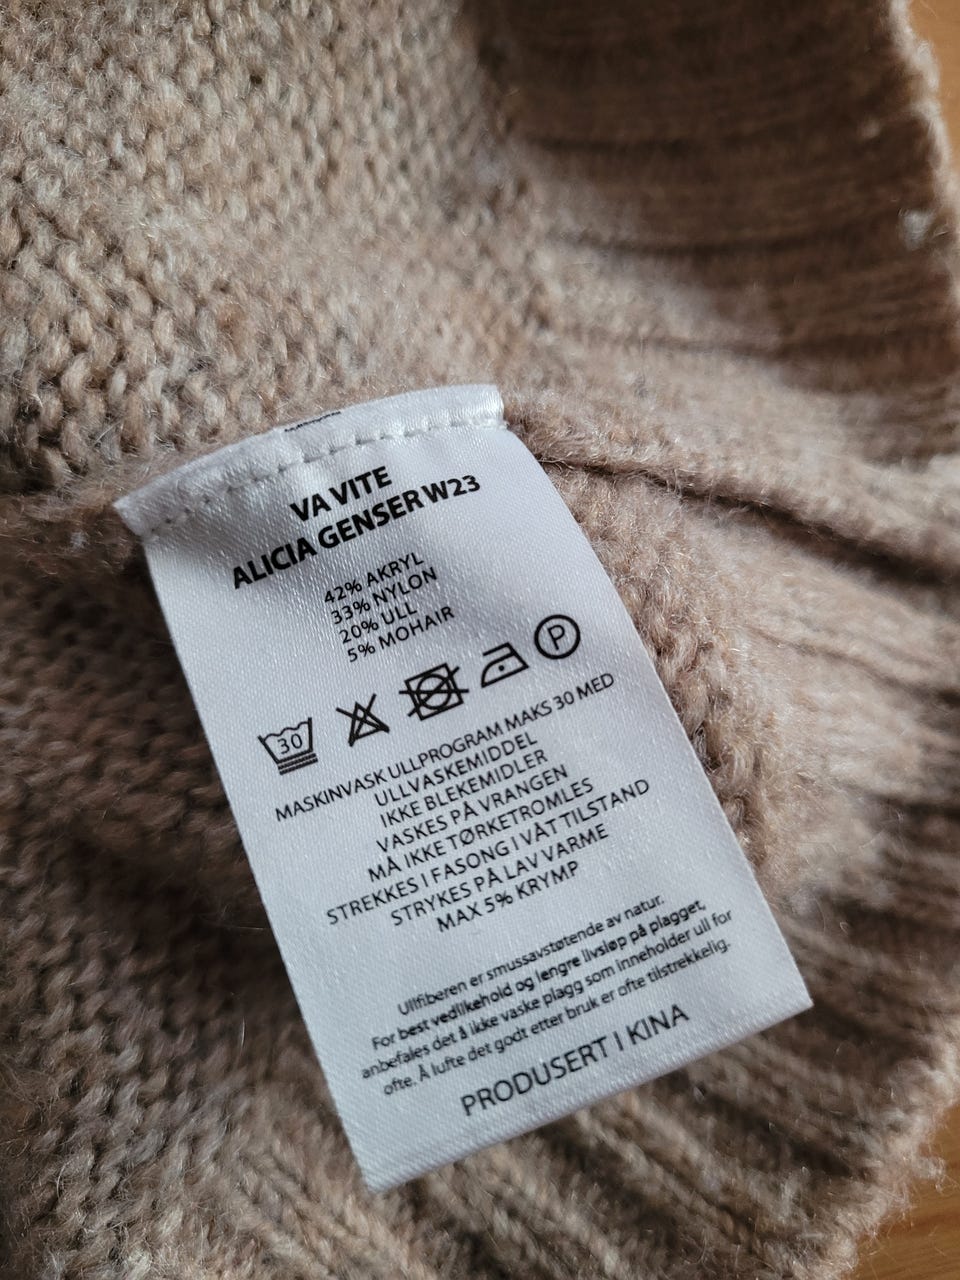 VA VITE
ALICIA GENSER W23
42% AKRYL
33% NYLON
20% ULL
5% MOHAIR
30 P
MASKINVASK ULLPROGRAM MAKS 30 MED
ULLVASKEMIDDEL
IKKE BLEKEMIDLER
VASKES PÅ VRANGEN
MÅ IKKE TØRKETROMLES
STREKKES I FASONG I VÅT TILSTAND
STRYKES PÅ LAV VARME
MAX 5% KRYMP
Ullfiberen er smussavstøtende av natur.
For best vedlikehold og lengre livsløp på plagget,
anbefales det å ikke vaske plagg som inneholder ull for
ofte. Å lufte det godt etter bruk er ofte tilstrekkelig.
PRODUSERT I KINA